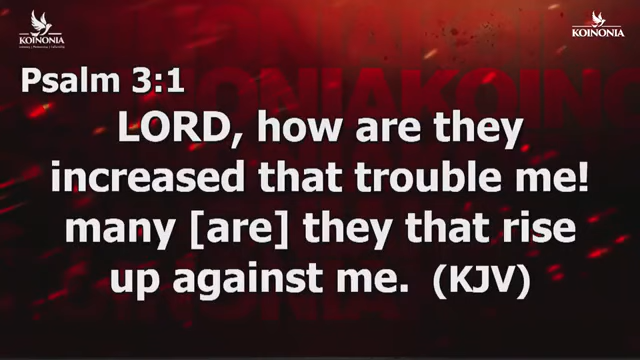 KOINONIA
KOINONIA
Psalm 3:1
LORD, how are they
increased that trouble me!
many [are] they that rise
up against me. (KJV)